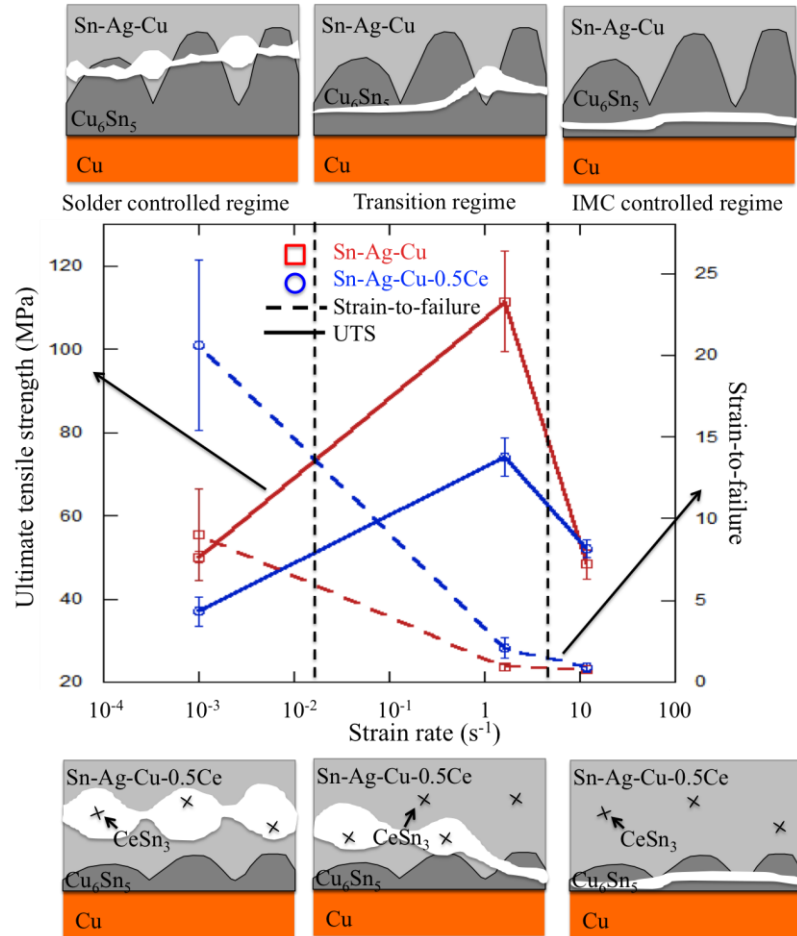 Sn-Ag-Cu
Cu₆Sn₅
Cu
Sn-Ag-Cu
Cu₆Sn₅
Cu
Sn-Ag-Cu
Cu₆Sn₅
Cu
Solder controlled regime
Transition regime
IMC controlled regime
Sn-Ag-Cu
Sn-Ag-Cu-0.5Ce
Strain-to-failure
UTS
Ultimate tensile strength (MPa)
120
100
80
60
40
20
Strain-to-failure
25
20
15
10
5
0
10⁻⁴
10⁻³
10⁻²
10⁻¹
1
10
100
Strain rate (s⁻¹)
Sn-Ag-Cu-0.5Ce
CeSn₃
Cu₆Sn₅
Cu
Sn-Ag-Cu-0.5Ce
CeSn₃
Cu₆Sn₅
Cu
Sn-Ag-Cu-0.5Ce
CeSn₃
Cu₆Sn₅
Cu